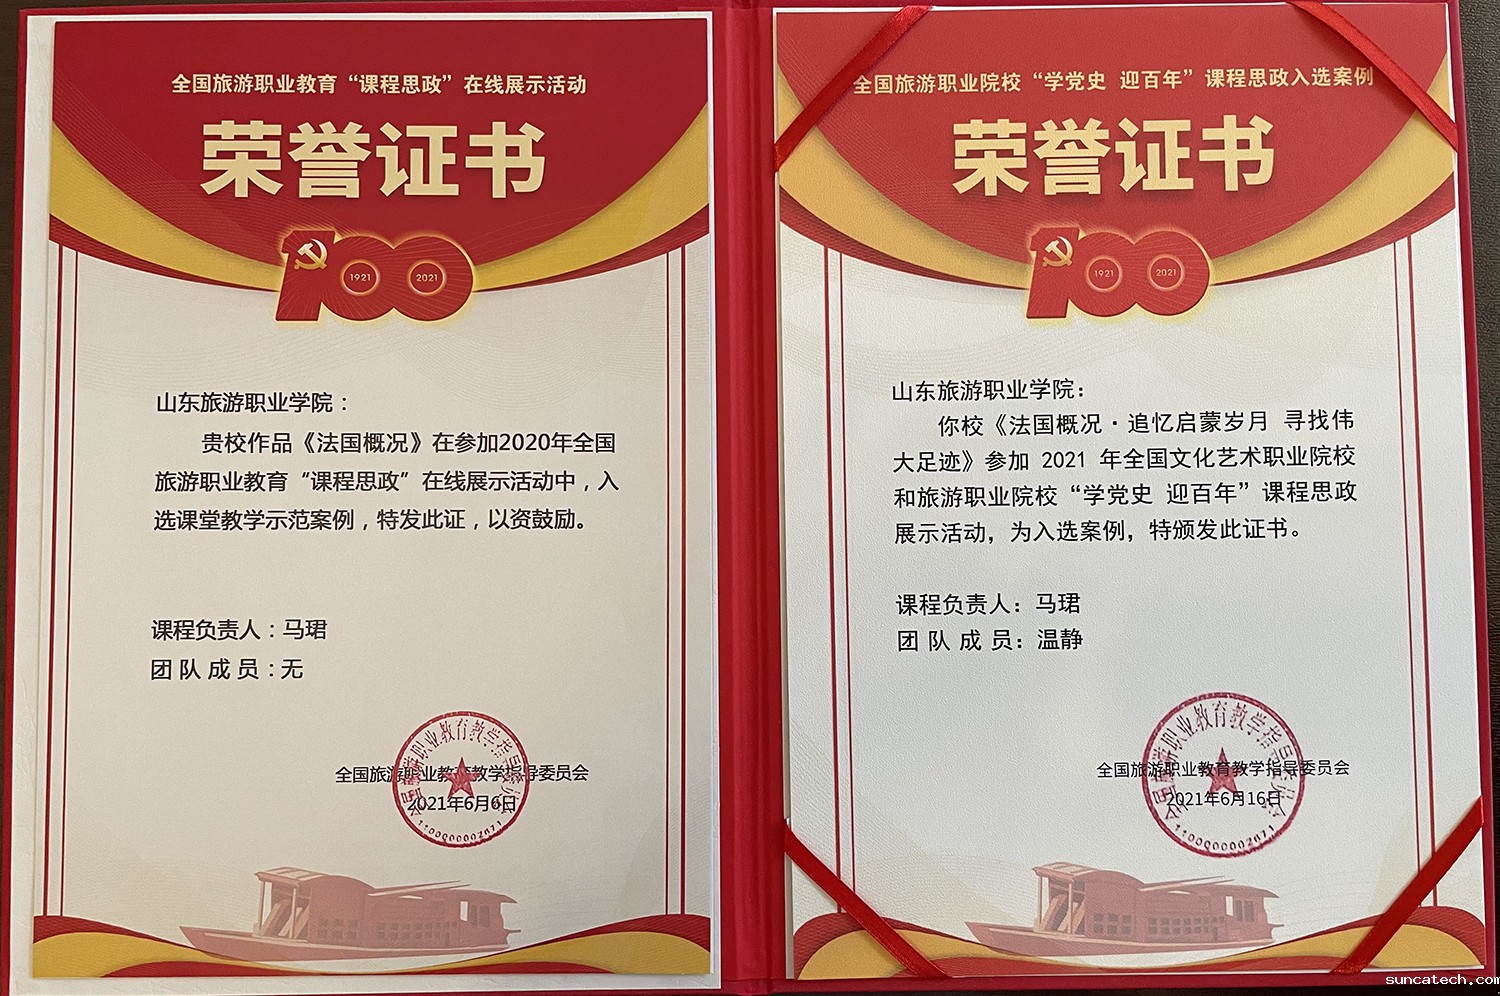 全国旅游职业教育“课程思政”在线展示活动
荣誉证书
100
1921
2021
山东旅游职业学院：
贵校作品《法国概况》在参加2020年全国
旅游职业教育“课程思政”在线展示活动中，入
选课堂教学示范案例，特发此证，以资鼓励。
课程负责人：马珺
团队成员：无
全国旅游职业教育教学指导委员会
2021年6月6日
1100000002671
全国旅游职业院校“学党史 迎百年”课程思政入选案例
荣誉证书
100
1921
2021
山东旅游职业学院：
你校《法国概况·追忆启蒙岁月 寻找伟
大足迹》参加 2021 年全国文化艺术职业院校
和旅游职业院校“学党史 迎百年”课程思政
展示活动，为入选案例，特颁发此证书。
课程负责人：马珺
团队成员：温静
全国旅游职业教育教学指导委员会
2021年6月16日
1100000002671
suncatech.com